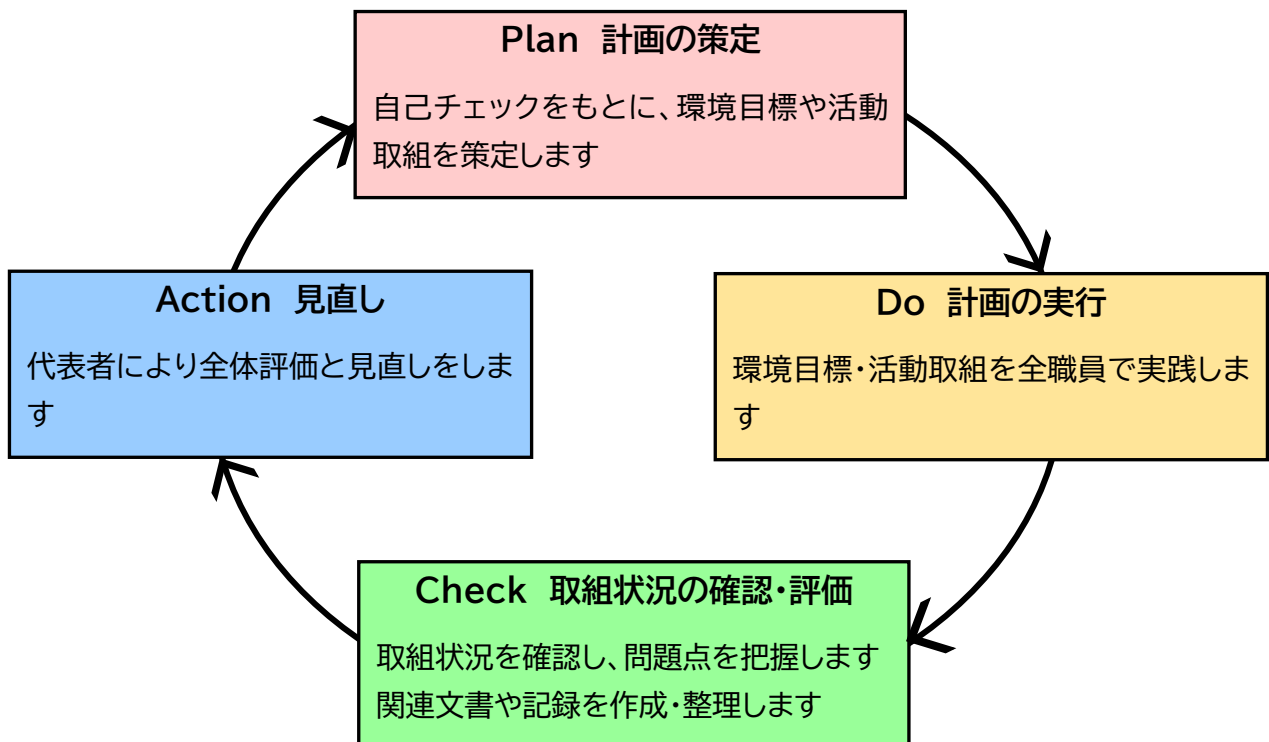 Plan 計画の策定
自己チェックをもとに、環境目標や活動
取組を策定します
Action 見直し
代表者により全体評価と見直しをしま
す
Do 計画の実行
環境目標・活動取組を全職員で実践しま
す
Check 取組状況の確認・評価
取組状況を確認し、問題点を把握します
関連文書や記録を作成・整理します